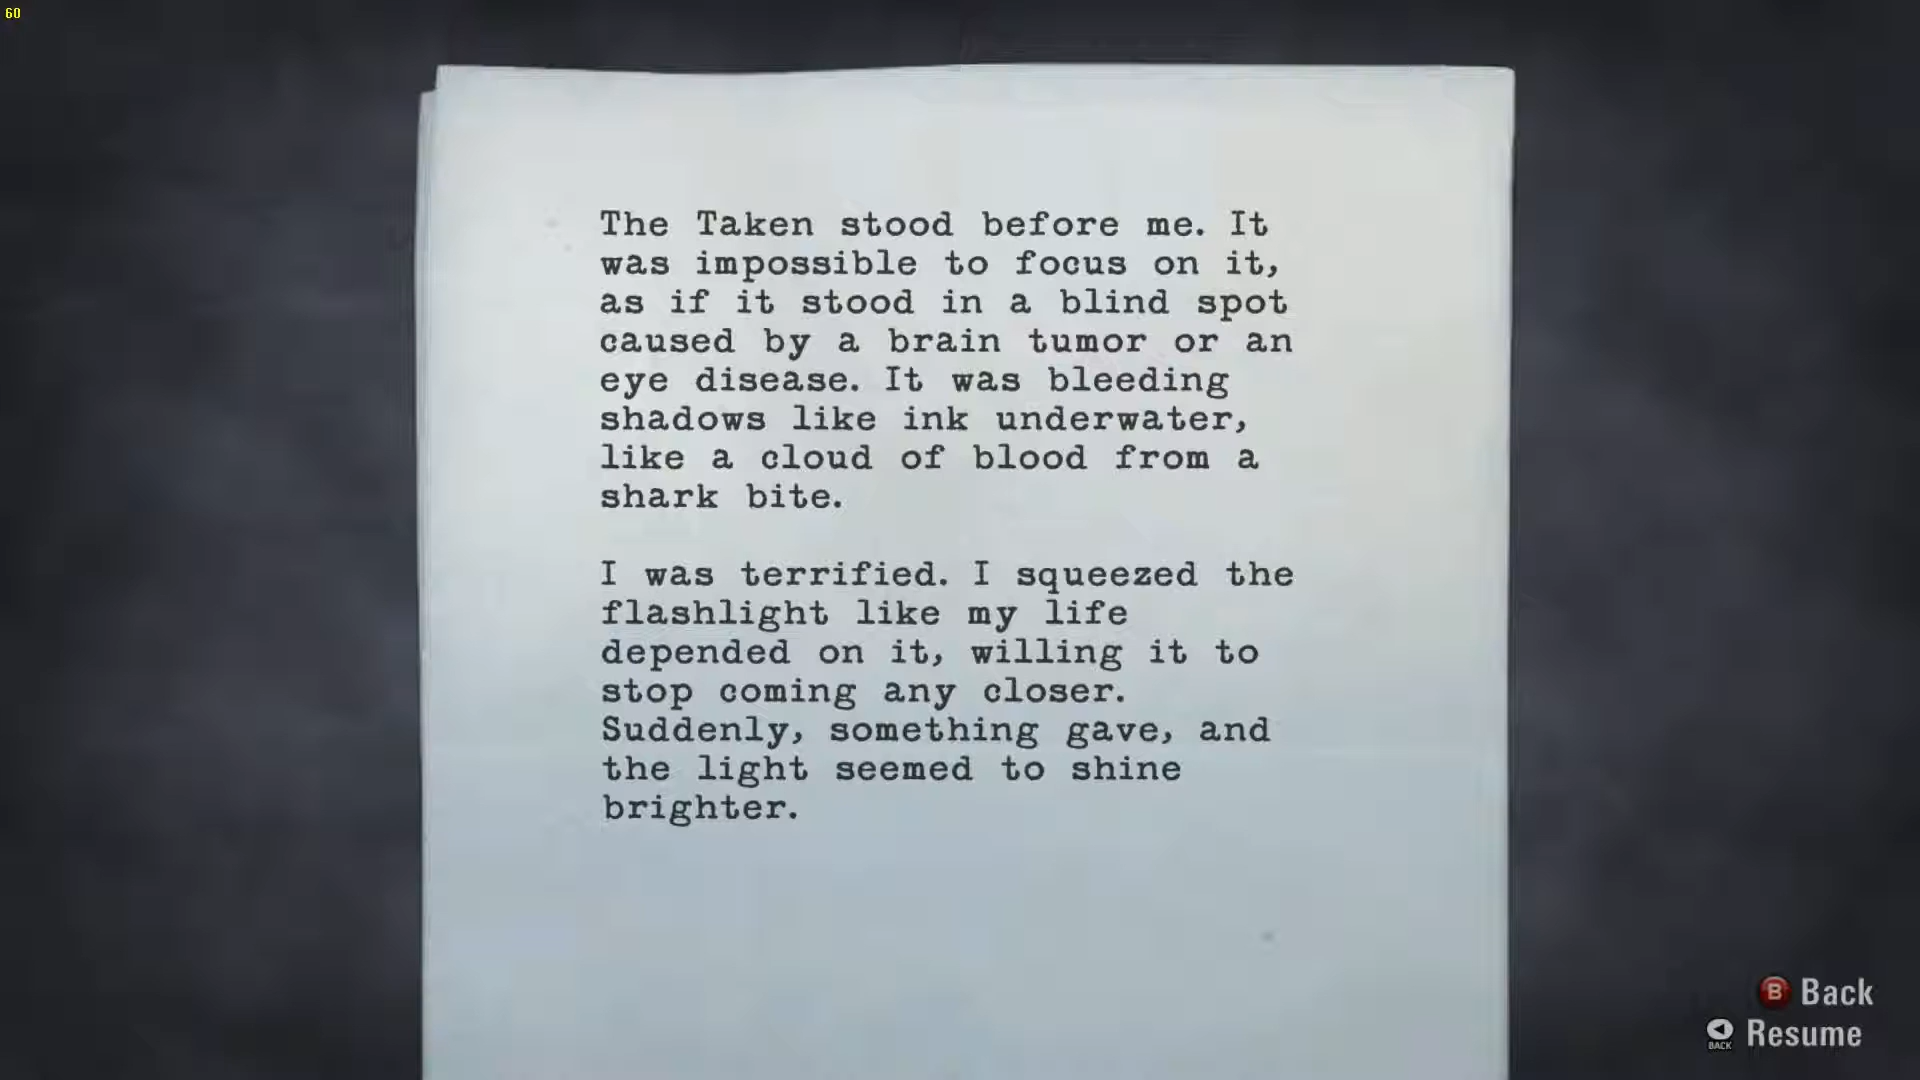 60
The Taken stood before me. It
was impossible to focus on it,
as if it stood in a blind spot
caused by a brain tumor or an
eye disease. It was bleeding
shadows like ink underwater,
like a cloud of blood from a
shark bite.
I was terrified. I squeezed the
flashlight like my life
depended on it, willing it to
stop coming any closer.
Suddenly, something gave, and
the light seemed to shine
brighter.
B Back
BACK Resume